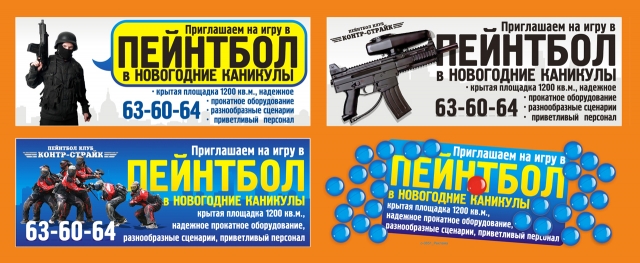 Приглашаем на игру в
ПЕЙНТБОЛ
в НОВОГОДНИЕ КАНИКУЛЫ
· крытая площадка 1200 кв.м., надежное
· прокатное оборудование
· разнообразные сценарии
· приветливый персонал
63-60-64
ПЕЙНТБОЛ КЛУБ
КОНТР-СТРАЙК
Приглашаем на игру в
ПЕЙНТБОЛ
в НОВОГОДНИЕ КАНИКУЛЫ
· крытая площадка 1200 кв.м., надежное
· прокатное оборудование
· разнообразные сценарии
· приветливый персонал
63-60-64
ПЕЙНТБОЛ КЛУБ
КОНТР-СТРАЙК
Приглашаем на игру в
ПЕЙНТБОЛ
в НОВОГОДНИЕ КАНИКУЛЫ
крытая площадка 1200 кв.м.,
надежное прокатное оборудование,
разнообразные сценарии, приветливый персонал
63-60-64
Приглашаем на игру в
ПЕЙНТБОЛ
в НОВОГОДНИЕ КАНИКУЛЫ
крытая площадка 1200 кв.м.,
надежное прокатное оборудование,
разнообразные сценарии, приветливый персонал